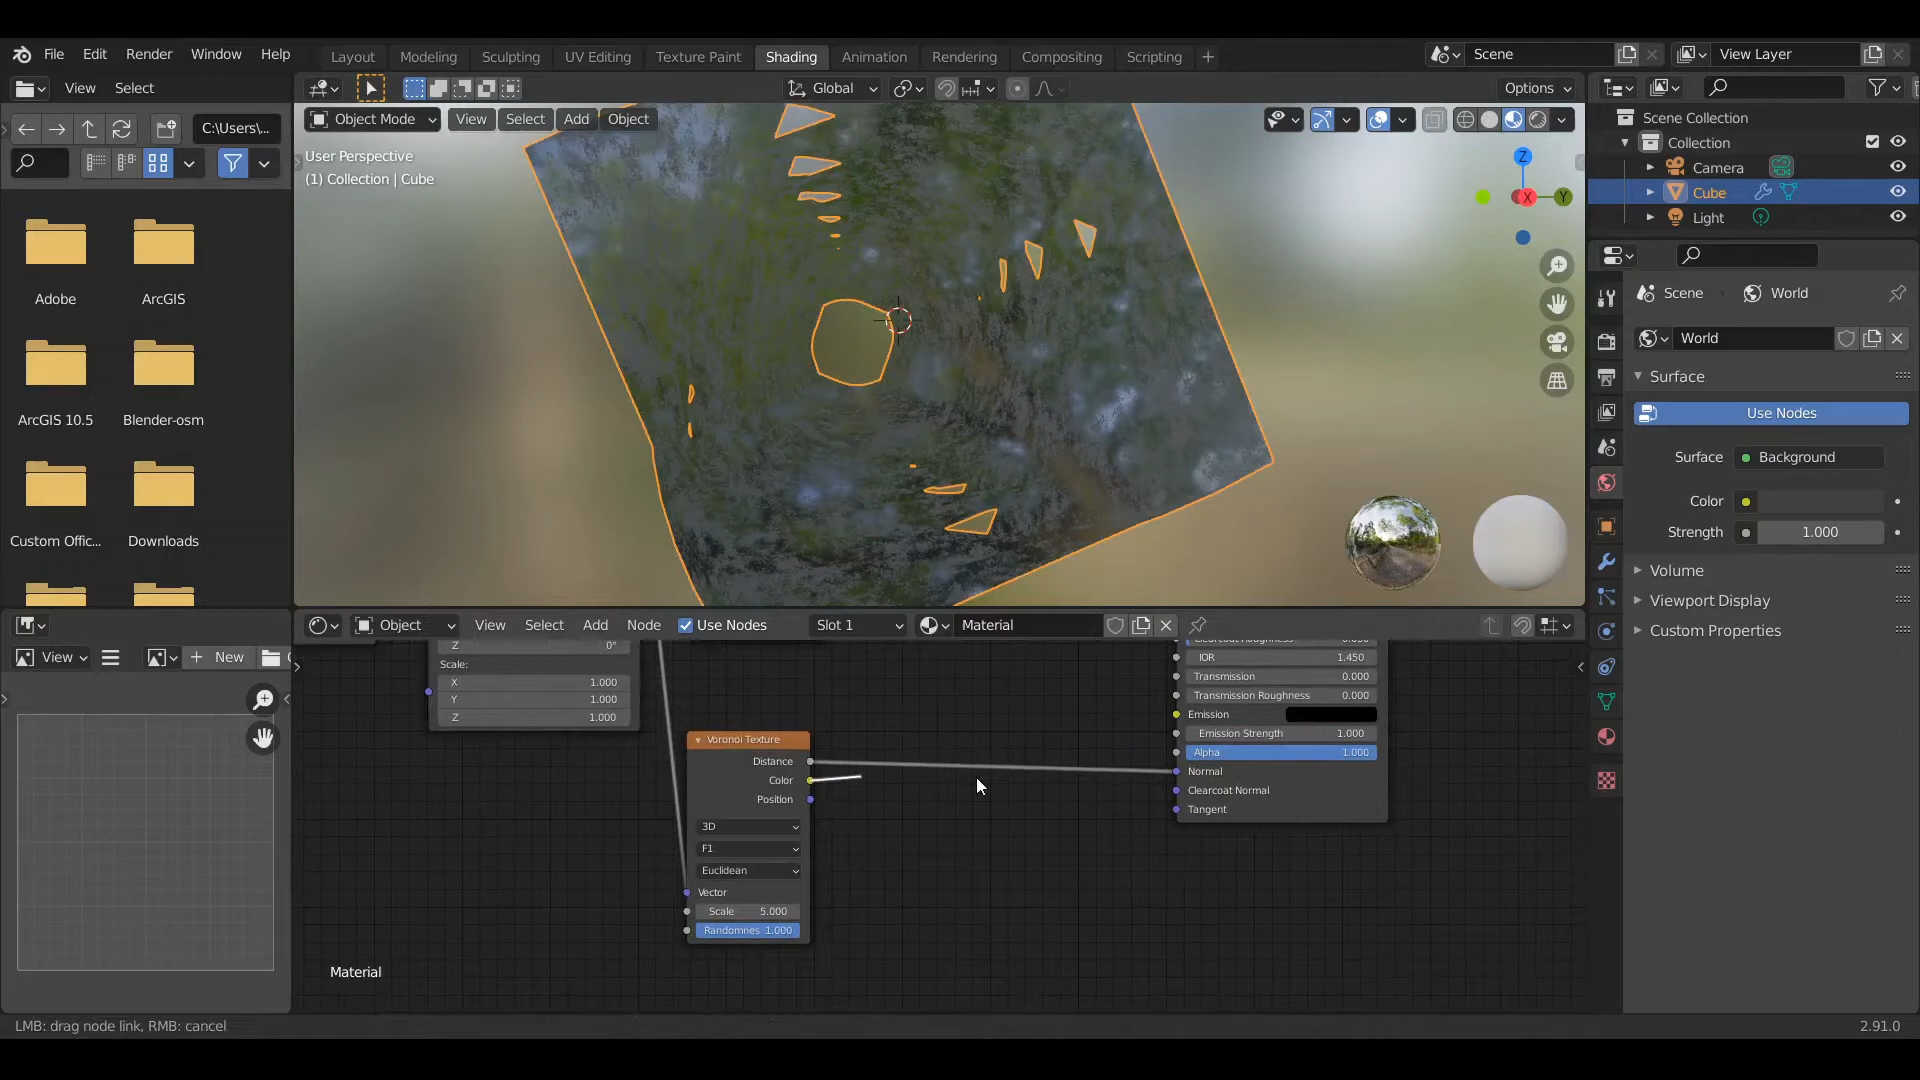 File Edit Render Window Help
Layout Modeling Sculpting UV Editing Texture Paint Shading Animation Rendering Compositing Scripting
Scene
View Layer
View Select
Global
Options
C:\Users\...
Object Mode View Select Add Object
User Perspective
(1) Collection | Cube
Z
X
Y
Adobe
ArcGIS
ArcGIS 10.5
Blender-osm
Custom Offic...
Downloads
Scene Collection
Collection
Camera
Cube
Light
Scene
World
World
Surface
Use Nodes
Surface
Background
Color
Strength
1.000
Volume
Viewport Display
Custom Properties
View
New
Object View Select Add Node Use Nodes Slot 1 Material
Z 0°
Scale:
X 1.000
Y 1.000
Z 1.000
Voronoi Texture
Distance
Color
Position
3D
F1
Euclidean
Vector
Scale 5.000
Randomnes 1.000
Clearcoat Roughness 0.030
IOR 1.450
Transmission 0.000
Transmission Roughness 0.000
Emission
Emission Strength 1.000
Alpha 1.000
Normal
Clearcoat Normal
Tangent
Material
LMB: drag node link, RMB: cancel
2.91.0